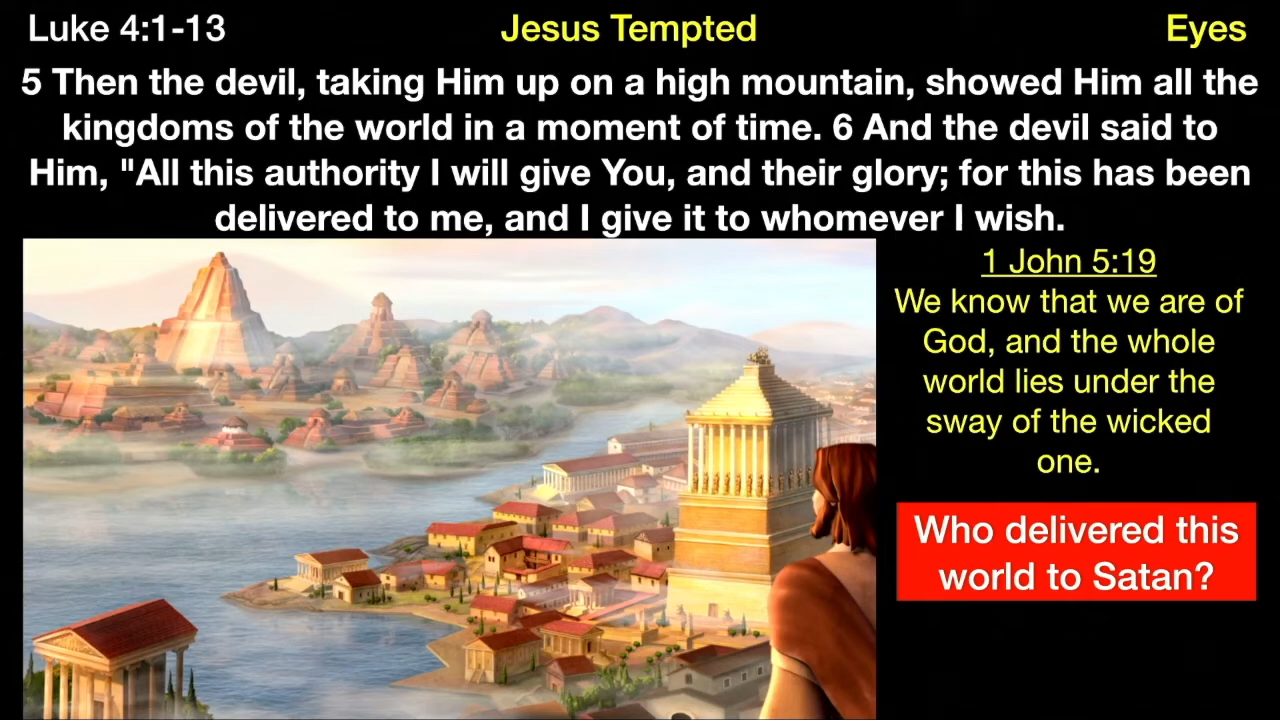 Luke 4:1-13 Jesus Tempted Eyes
5 Then the devil, taking Him up on a high mountain, showed Him all the
kingdoms of the world in a moment of time. 6 And the devil said to
Him, "All this authority I will give You, and their glory; for this has been
delivered to me, and I give it to whomever I wish.
1 John 5:19
We know that we are of
God, and the whole
world lies under the
sway of the wicked
one.
Who delivered this
world to Satan?